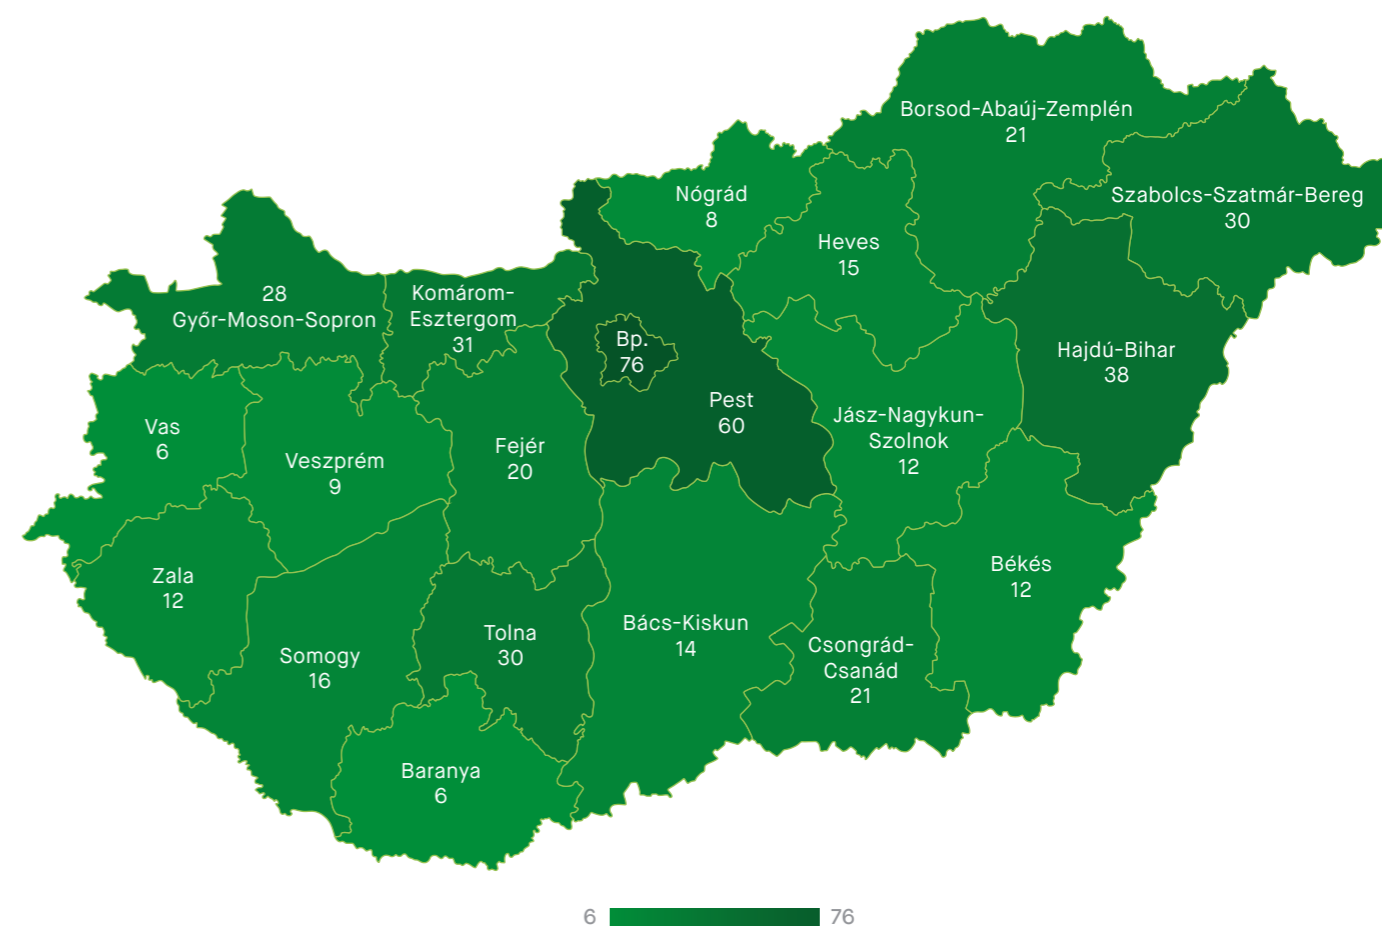 Borsod-Abaúj-Zemplén
21
Szabolcs-Szatmár-Bereg
30
Nógrád
8
Heves
15
28
Győr-Moson-Sopron
Komárom-
Esztergom
31
Bp.
76
Hajdú-Bihar
38
Pest
60
Jász-Nagykun-
Szolnok
12
Vas
6
Veszprém
9
Fejér
20
Zala
12
Békés
12
Somogy
16
Tolna
30
Bács-Kiskun
14
Csongrád-
Csanád
21
Baranya
6
6
76